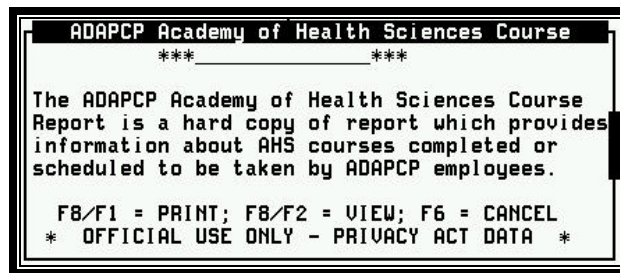 ADAPCP Academy of Health Sciences Course
***________________***
The ADAPCP Academy of Health Sciences Course
Report is a hard copy of report which provides
information about AHS courses completed or
scheduled to be taken by ADAPCP employees.
F8/F1 = PRINT; F8/F2 = VIEW; F6 = CANCEL
* OFFICIAL USE ONLY - PRIVACY ACT DATA *